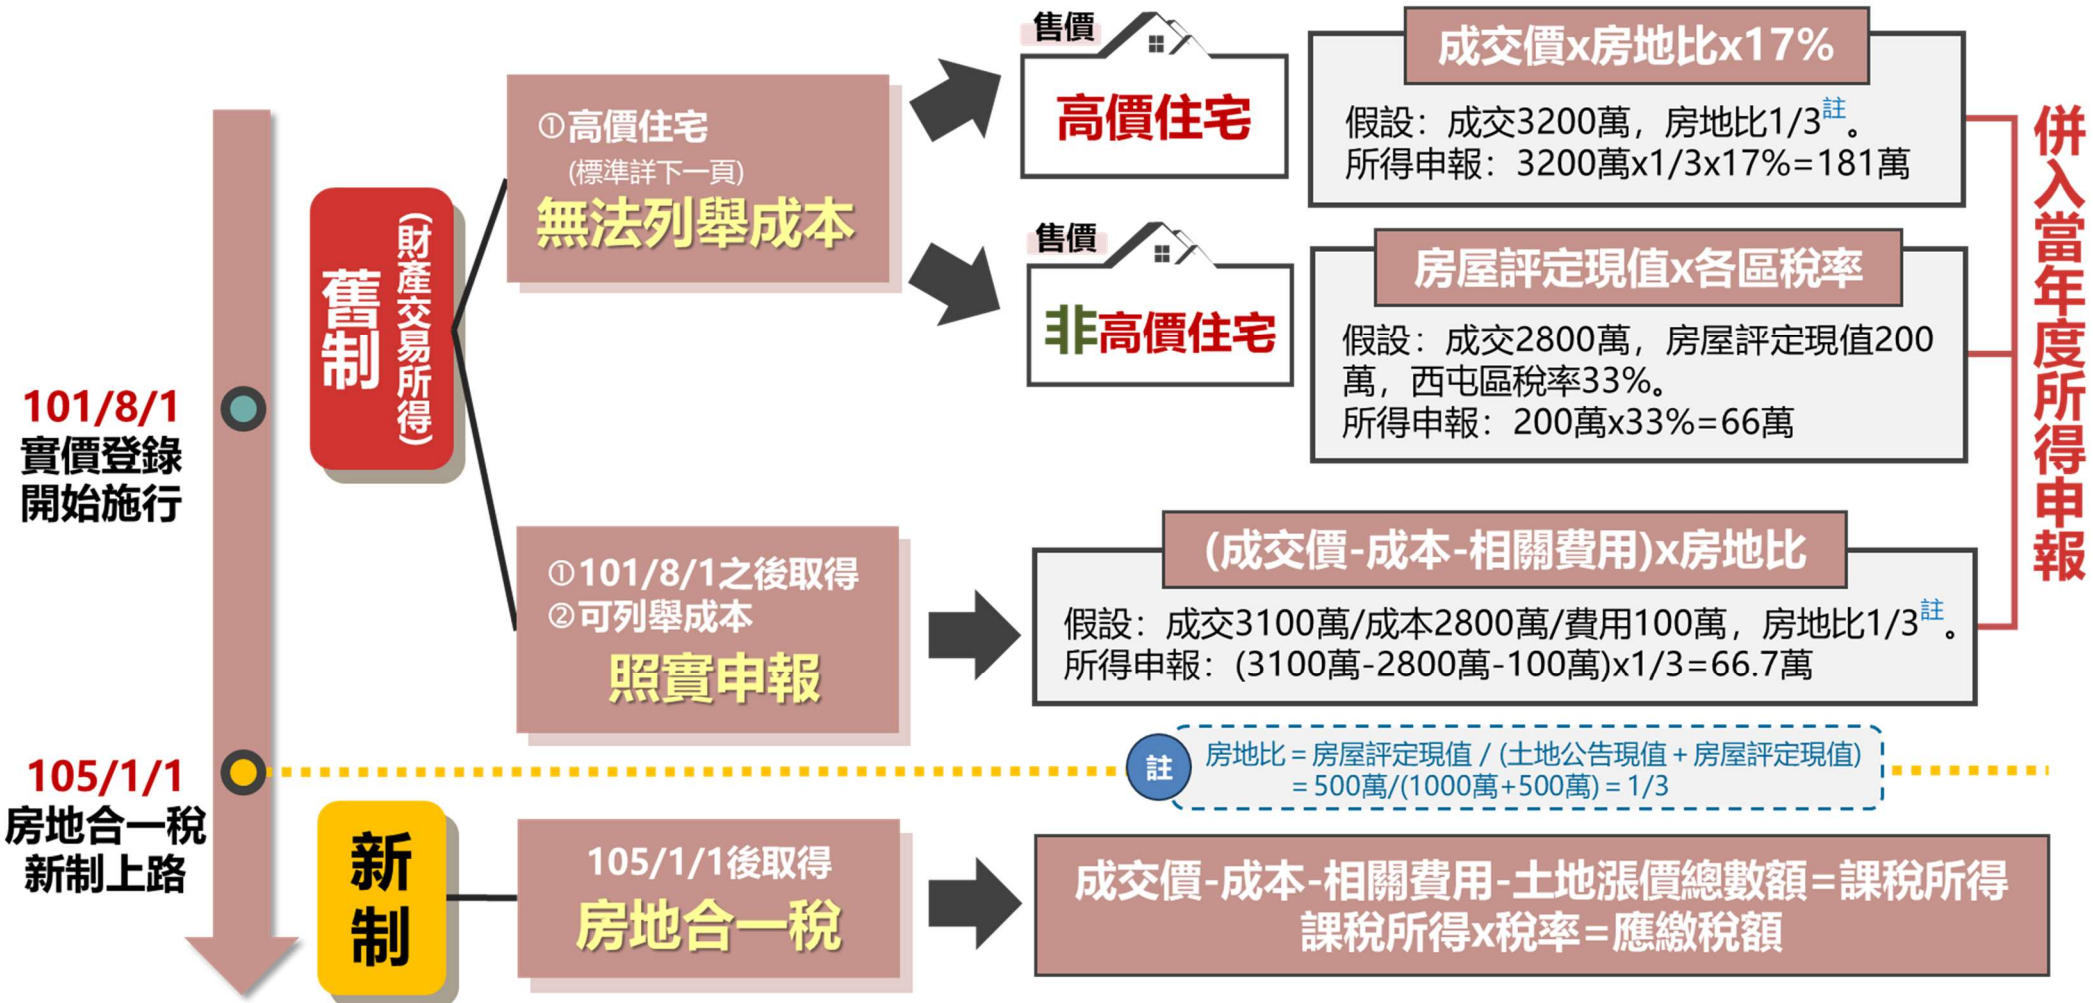 101/8/1
實價登錄
開始施行
105/1/1
房地合一稅
新制上路
舊制
(財產交易所得)
①高價住宅
(標準詳下一頁)
無法列舉成本
售價
高價住宅
成交價x房地比x17%
假設：成交3200萬，房地比1/3註。
所得申報：3200萬x1/3x17%=181萬
售價
非高價住宅
房屋評定現值x各區稅率
假設：成交2800萬，房屋評定現值200
萬，西屯區稅率33%。
所得申報：200萬x33%=66萬
①101/8/1之後取得
②可列舉成本
照實申報
(成交價-成本-相關費用)x房地比
假設：成交3100萬/成本2800萬/費用100萬，房地比1/3註。
所得申報：(3100萬-2800萬-100萬)x1/3=66.7萬
併入當年度所得申報
註
房地比=房屋評定現值 / (土地公告現值+房屋評定現值)
=500萬/(1000萬+500萬)=1/3
新制
105/1/1後取得
房地合一稅
成交價-成本-相關費用-土地漲價總數額=課稅所得
課稅所得x稅率=應繳稅額